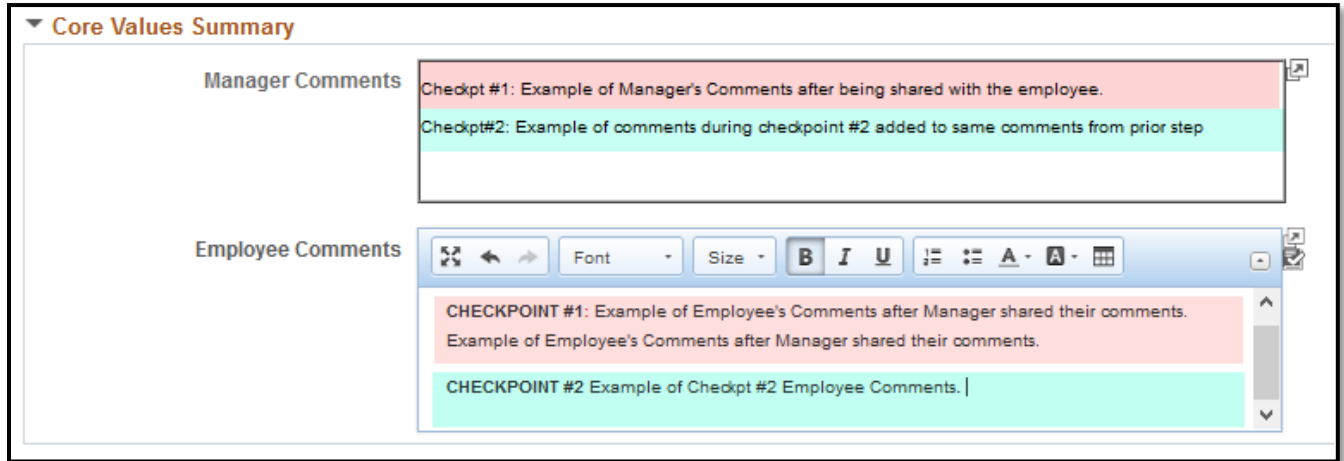 Core Values Summary
Manager Comments
Checkpt #1: Example of Manager's Comments after being shared with the employee.
Checkpt#2: Example of comments during checkpoint #2 added to same comments from prior step
Employee Comments
Font Size B I U A A
CHECKPOINT #1: Example of Employee's Comments after Manager shared their comments.
Example of Employee's Comments after Manager shared their comments.
CHECKPOINT #2 Example of Checkpt #2 Employee Comments.